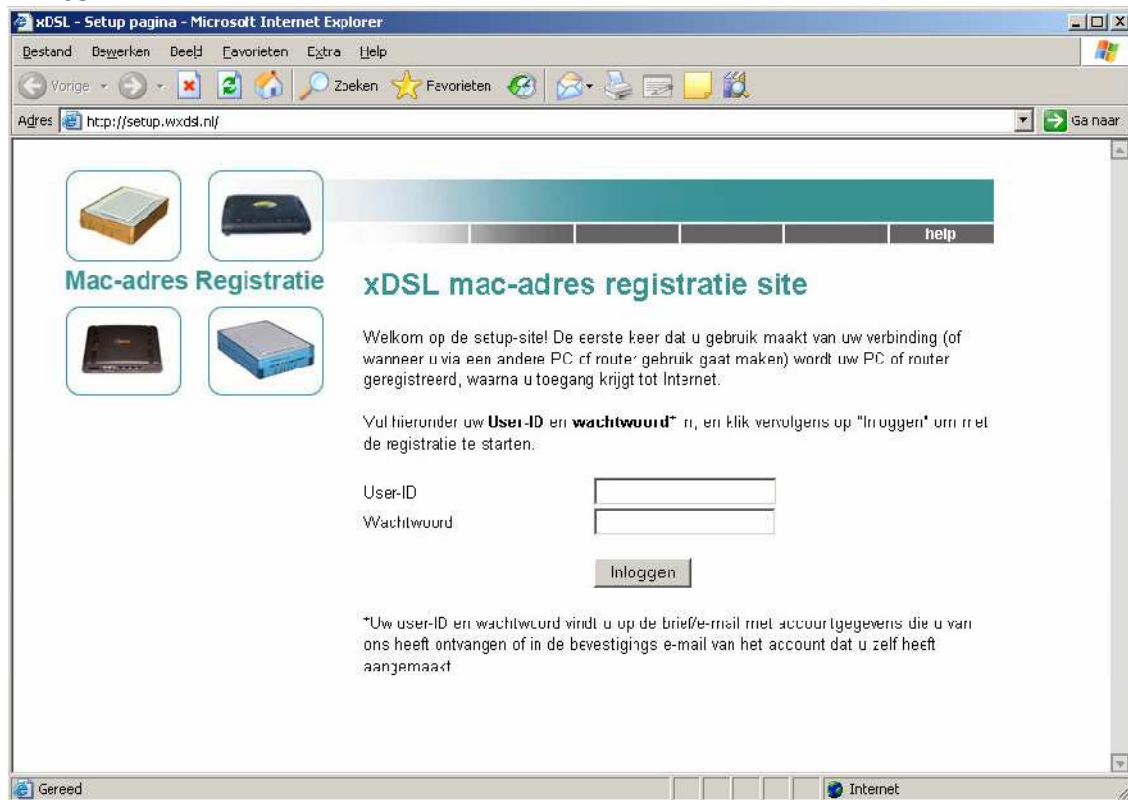 xDSL - Setup pagina - Microsoft Internet Explorer
Bestand Bewerken Beeld Favorieten Extra Help
Vorige Zoeken Favorieten
Adres http://setup.wxdsl.nl/ Ga naar
help
Mac-adres Registratie
xDSL mac-adres registratie site
Welkom op de setup-site! De eerste keer dat u gebruik maakt van uw verbinding (of
wanneer u via een andere PC of router gebruik gaat maken) wordt uw PC of router
geregistreerd, waarna u toegang krijgt tot Internet.
Vul hieronder uw User-ID en wachtwoord* in, en klik vervolgens op "Inloggen" om met
de registratie te starten.
User-ID
Wachtwoord
Inloggen
*Uw user-ID en wachtwoord vindt u op de brief/e-mail met accountgegevens die u van
ons heeft ontvangen of in de bevestigings e-mail van het account dat u zelf heeft
aangemaakt
Gereed Internet